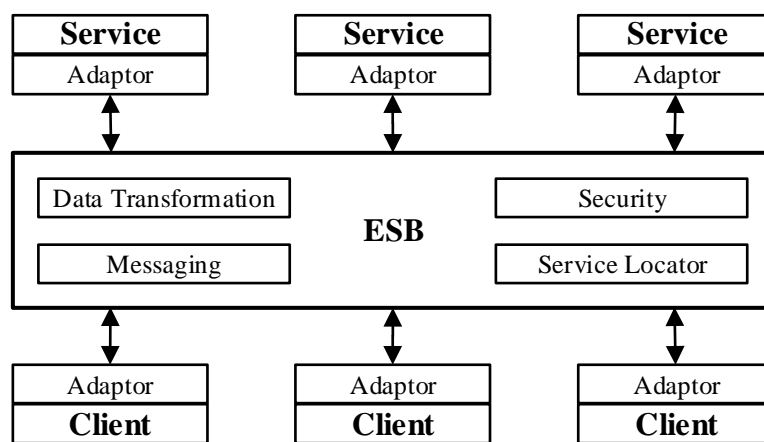 Service Service Service
Adaptor Adaptor Adaptor
Data Transformation Security
ESB
Messaging Service Locator
Adaptor Adaptor Adaptor
Client Client Client